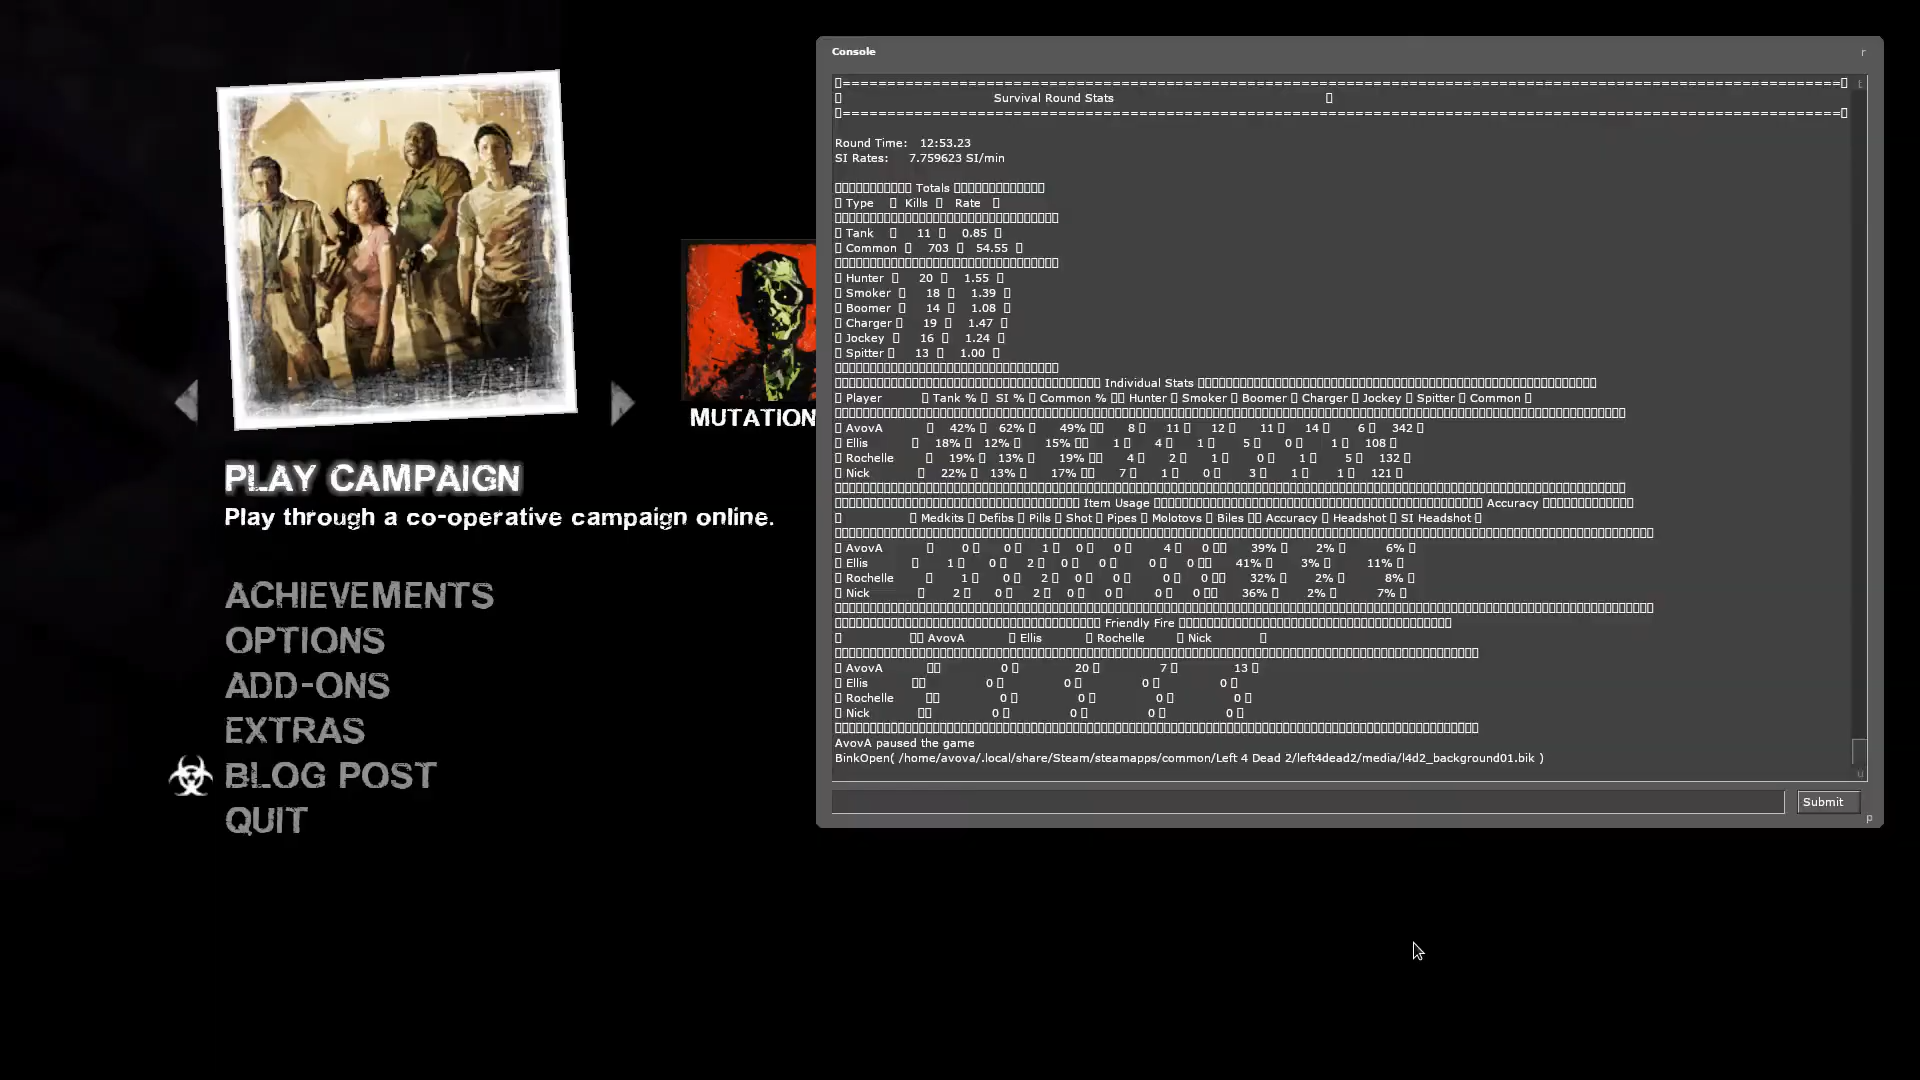 PLAY CAMPAIGN
Play through a co-operative campaign online.
ACHIEVEMENTS
OPTIONS
ADD-ONS
EXTRAS
BLOG POST
QUIT
MUTATION
Console
Survival Round Stats
Round Time: 12:53.23
SI Rates: 7.759623 SI/min
Totals
Type Kills Rate
Tank 11 0.85
Common 703 54.55
Hunter 20 1.55
Smoker 18 1.39
Boomer 14 1.08
Charger 19 1.47
Jockey 16 1.24
Spitter 13 1.00
Individual Stats
Player Tank % SI % Common % Hunter Smoker Boomer Charger Jockey Spitter Common
AvovA 42% 62% 49% 8 11 12 11 14 6 342
Ellis 18% 12% 15% 1 4 1 5 0 1 108
Rochelle 19% 13% 19% 4 2 1 0 1 5 132
Nick 22% 13% 17% 7 1 0 3 1 1 121
Item Usage Accuracy
Medkits Defibs Pills Shot Pipes Molotovs Biles Accuracy Headshot SI Headshot
AvovA 0 0 1 0 0 4 0 39% 2% 6%
Ellis 1 0 2 0 0 0 0 41% 3% 11%
Rochelle 1 0 2 0 0 0 0 32% 2% 8%
Nick 2 0 2 0 0 0 0 36% 2% 7%
Friendly Fire
AvovA Ellis Rochelle Nick
AvovA 0 20 7 13
Ellis 0 0 0 0
Rochelle 0 0 0 0
Nick 0 0 0 0
AvovA paused the game
BinkOpen( /home/avova/.local/share/Steam/steamapps/common/Left 4 Dead 2/left4dead2/media/l4d2_background01.bik )
Submit